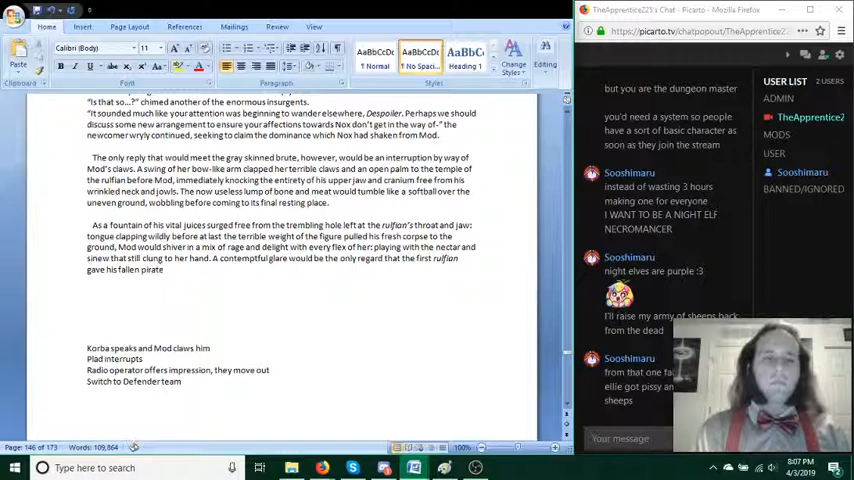 TheApprentice225's Chat - Picarto - Mozilla Firefox
Home
Insert
Page Layout
References
Mailings
Review
View
https://picarto.tv/chatpopout/TheApprentice22
Calibri (Body)
11
Paste
AaBbCcDc
AaBbCcDc
AaBbCc
¶ Normal
¶ No Spaci...
Heading 1
Change
Styles
Editing
Clipboard
Font
Paragraph
Styles
"Is that so...?" chimed another of the enormous insurgents.
"It sounded much like your attention was beginning to wander elsewhere, Despoiler. Perhaps we should
discuss some new arrangement to ensure your affections towards Nox don't get in the way of-" the
newcomer wryly continued, seeking to claim the dominance which Nox had shaken from Mod.
The only reply that would meet the gray skinned brute, however, would be an interruption by way of
Mod's claws. A swing of her bow-like arm clapped her terrible claws and an open palm to the temple of
the rulfian before Mod, immediately knocking the entirety of his upper jaw and cranium free from his
wrinkled neck and jowls. The now useless lump of bone and meat would tumble like a softball over the
uneven ground, wobbling before coming to its final resting place.
As a fountain of his vital juices surged free from the trembling hole left at the rulfian's throat and jaw:
tongue clapping wildly before at last the terrible weight of the figure pulled his fresh corpse to the
ground, Mod would shiver in a mix of rage and delight with every flex of her: playing with the nectar and
sinew that still clung to her hand. A contemptful glare would be the only regard that the first rulfian
gave his fallen pirate
Korba speaks and Mod claws him
Plad interrupts
Radio operator offers impression, they move out
Switch to Defender team
Page: 146 of 173
Words: 109,864
100%
but you are the dungeon master
you'd need a system so people
have a sort of basic character as
soon as they join the stream
Sooshimaru
instead of wasting 3 hours
making one for everyone
I WANT TO BE A NIGHT ELF
NECROMANCER
Sooshimaru
night elves are purple :3
I'll raise my army of sheeps back
from the dead
Sooshimaru
from that one fa
ellie got pissy an
sheeps
Your message
USER LIST
2 USERS
ADMIN
TheApprentice2
MODS
USER
Sooshimaru
BANNED/IGNORED
Type here to search
8:07 PM
4/3/2019